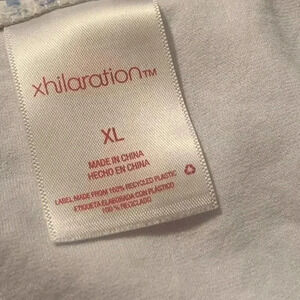 xhilaration™
XL
MADE IN CHINA
HECHO EN CHINA
LABEL MADE FROM 100% RECYCLED PLASTIC
ETIQUETA ELABORADA CON PLASTICO
100 % RECICLADO